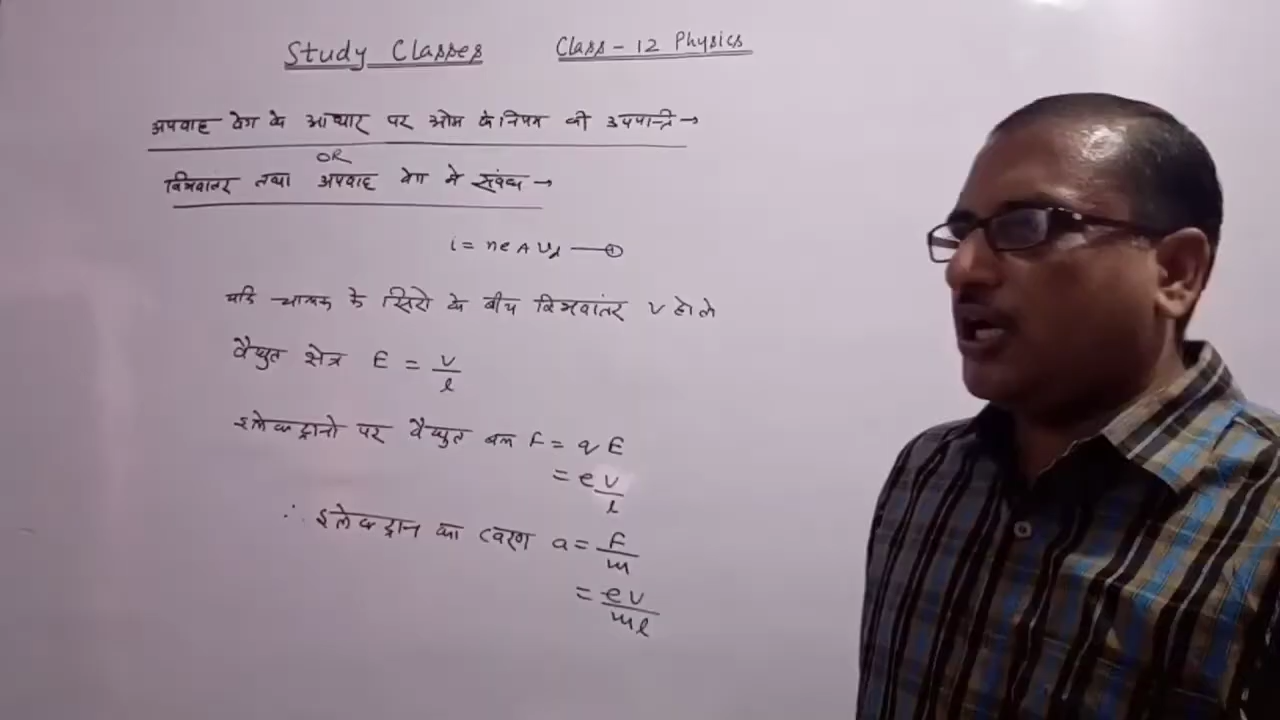 Study Classes Class - 12 Physics
अपवाह वेग के आधार पर ओम के नियम की उपपत्ति →
OR
विभवांतर तथा अपवाह वेग मे संबंध →
i = neAVd — ①
यदि चालक के सिरो के बीच विभवांतर V हो तो
वैद्युत क्षेत्र E = V/l
इलेक्ट्रानो पर वैद्युत बल F = qE
= eV/l
∴ इलेक्ट्रान का त्वरण a = F/m
= eV/ml